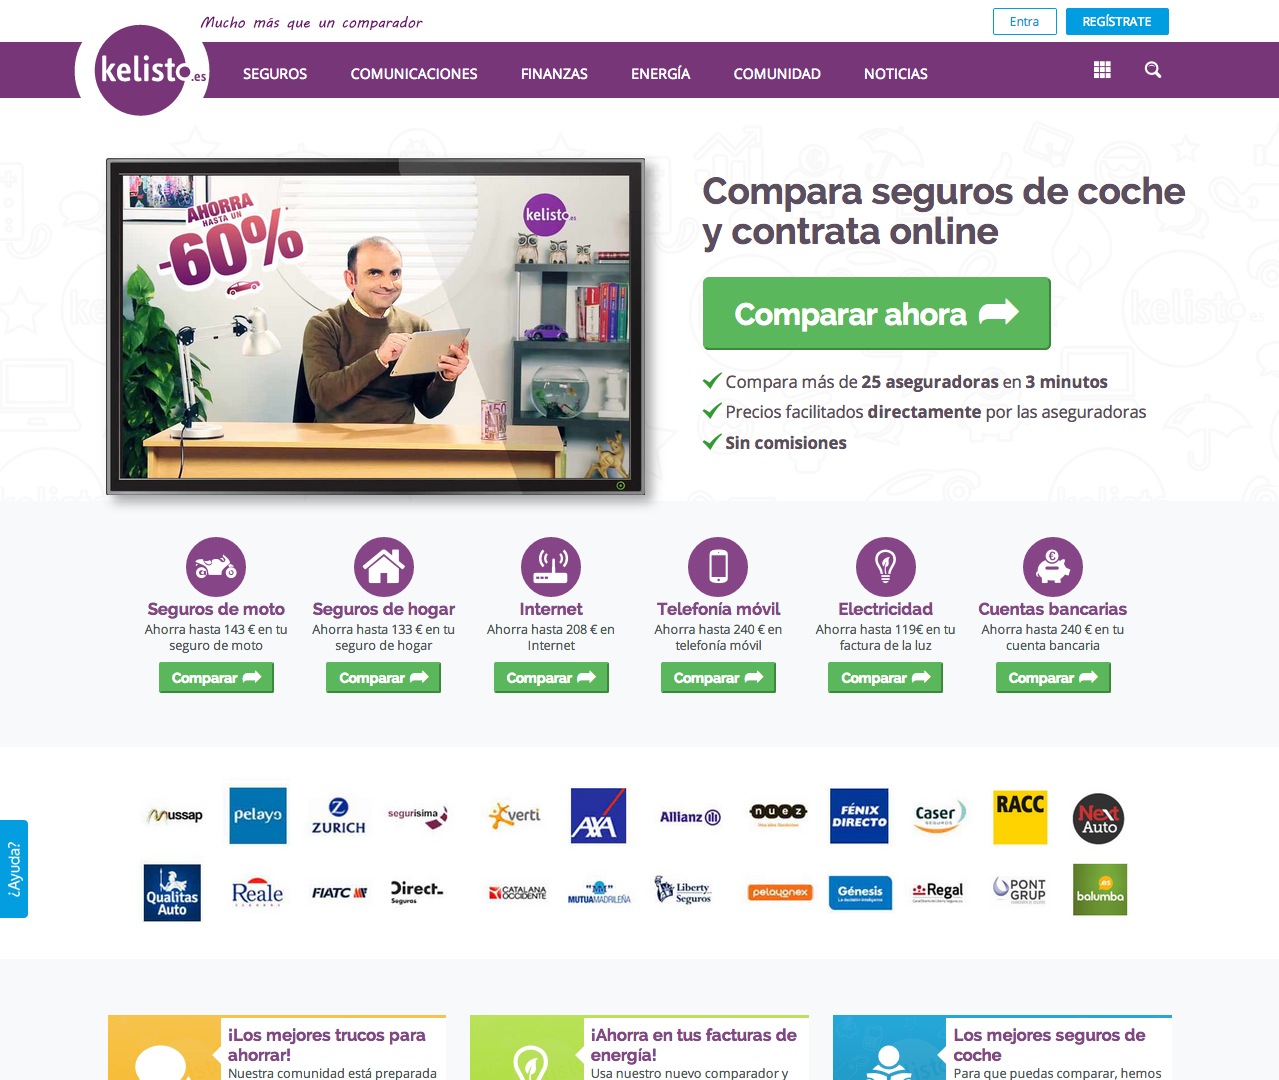 Mucho más que un comparador
Entra
REGÍSTRATE
kelisto.es
SEGUROS
COMUNICACIONES
FINANZAS
ENERGÍA
COMUNIDAD
NOTICIAS
AHORRA
HASTA UN
-60%
kelisto.es
Compara seguros de coche
y contrata online
Comparar ahora
Compara más de 25 aseguradoras en 3 minutos
Precios facilitados directamente por las aseguradoras
Sin comisiones
Seguros de moto
Ahorra hasta 143 € en tu
seguro de moto
Comparar
Seguros de hogar
Ahorra hasta 133 € en tu
seguro de hogar
Comparar
Internet
Ahorra hasta 208 € en
Internet
Comparar
Telefonía móvil
Ahorra hasta 240 € en
telefonía móvil
Comparar
Electricidad
Ahorra hasta 119€ en tu
factura de la luz
Comparar
Cuentas bancarias
Ahorra hasta 240 € en tu
cuenta bancaria
Comparar
Mussap
pelayo
ZURICH
segurisima
verti
AXA
Allianz
nuez
FÉNIX
DIRECTO
Caser
SEGUROS
RACC
Next
Auto
Qualitas
Auto
Reale
SEGUROS
FIATC
Direct
Seguros
CATALANA
OCCIDENTE
MUTUAMADRILEÑA
Liberty
Seguros
pelayonex
Génesis
La decisión inteligente
Regal
PONT
GRUP
.es
balumba
¿Ayuda?
¡Los mejores trucos para
ahorrar!
Nuestra comunidad está preparada
¡Ahorra en tus facturas de
energía!
Usa nuestro nuevo comparador y
Los mejores seguros de
coche
Para que puedas comparar, hemos